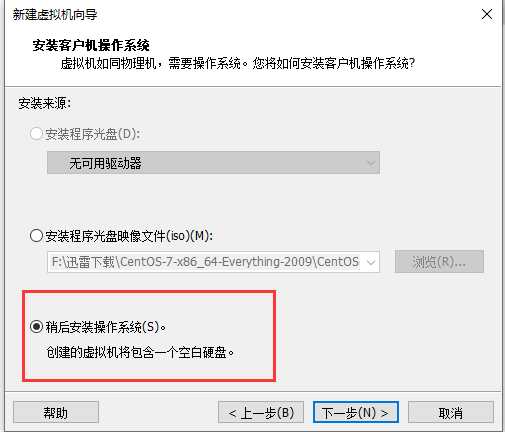 新建虚拟机向导
安装客户机操作系统
虚拟机如同物理机，需要操作系统。您将如何安装客户机操作系统?
安装来源:
安装程序光盘(D):
无可用驱动器
安装程序光盘映像文件(iso)(M):
F:\迅雷下载\CentOS-7-x86_64-Everything-2009\CentOS
浏览(R)...
稍后安装操作系统(S)。
创建的虚拟机将包含一个空白硬盘。
帮助
< 上一步(B)
下一步(N) >
取消